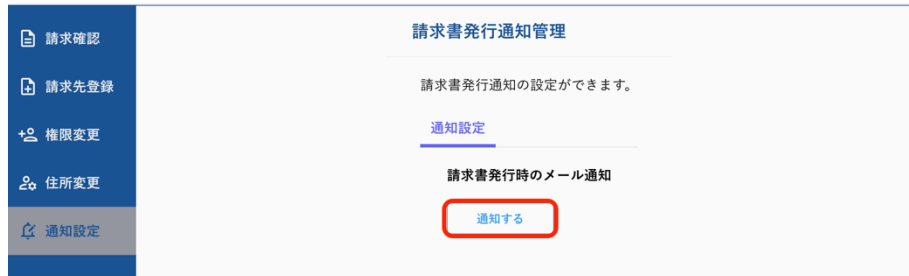 請求確認
請求先登録
権限変更
住所変更
通知設定
請求書発行通知管理
請求書発行通知の設定ができます。
通知設定
請求書発行時のメール通知
通知する